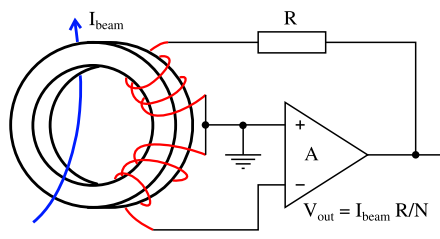 I_beam
R
+
A
−
V_out = I_beam R/N